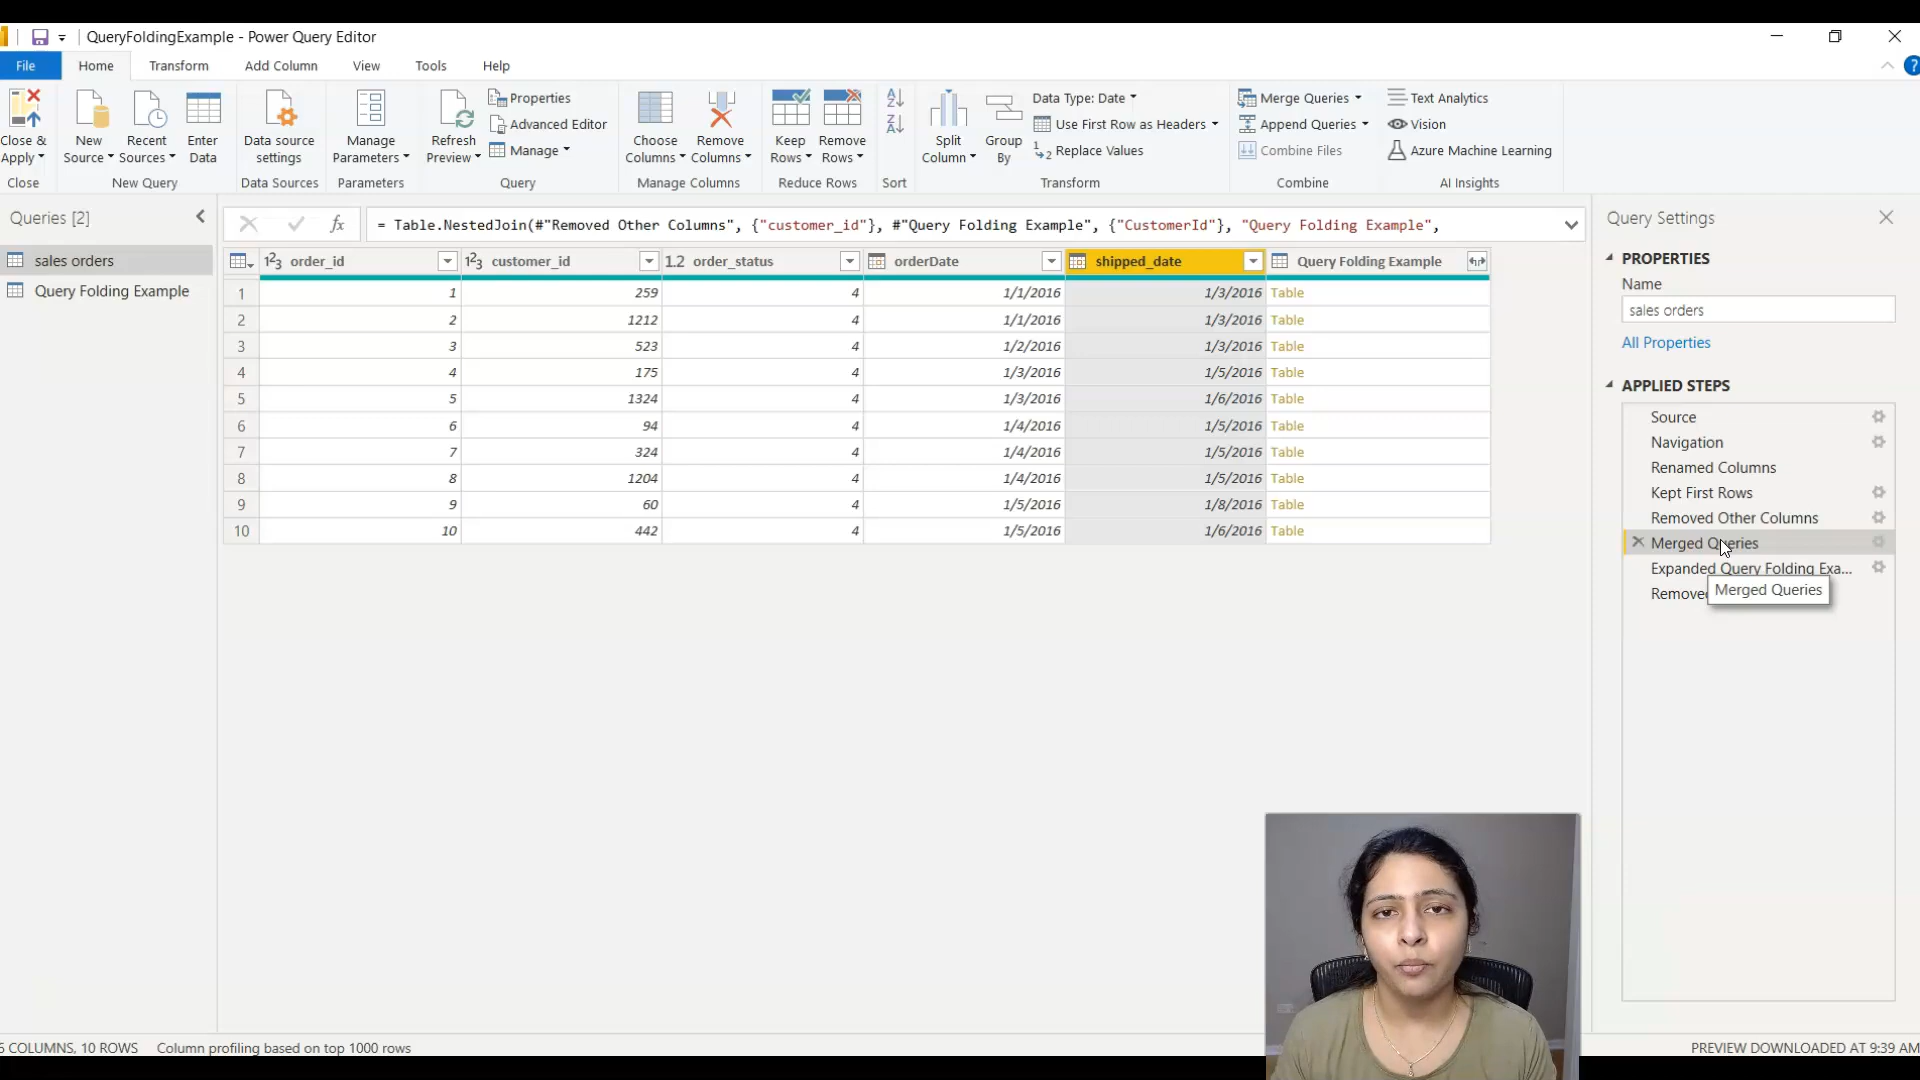 QueryFoldingExample - Power Query Editor
File Home Transform Add Column View Tools Help
Close & Apply
New Source
Recent Sources
Enter Data
Data source settings
Manage Parameters
Refresh Preview
Properties
Advanced Editor
Manage
Choose Columns
Remove Columns
Keep Rows
Remove Rows
Split Column
Group By
Data Type: Date
Use First Row as Headers
Replace Values
Merge Queries
Append Queries
Combine Files
Text Analytics
Vision
Azure Machine Learning
Close New Query Data Sources Parameters Query Manage Columns Reduce Rows Sort Transform Combine AI Insights
Queries [2]
sales orders
Query Folding Example
= Table.NestedJoin(#"Removed Other Columns", {"customer_id"}, #"Query Folding Example", {"CustomerId"}, "Query Folding Example",
order_id customer_id 1.2 order_status orderDate shipped_date Query Folding Example
1 1 259 4 1/1/2016 1/3/2016 Table
2 2 1212 4 1/1/2016 1/3/2016 Table
3 3 523 4 1/2/2016 1/3/2016 Table
4 4 175 4 1/3/2016 1/5/2016 Table
5 5 1324 4 1/3/2016 1/6/2016 Table
6 6 94 4 1/4/2016 1/5/2016 Table
7 7 324 4 1/4/2016 1/5/2016 Table
8 8 1204 4 1/4/2016 1/5/2016 Table
9 9 60 4 1/5/2016 1/8/2016 Table
10 10 442 4 1/5/2016 1/6/2016 Table
Query Settings
PROPERTIES
Name
sales orders
All Properties
APPLIED STEPS
Source
Navigation
Renamed Columns
Kept First Rows
Removed Other Columns
Merged Queries
Expanded Query Folding Exa...
Merged Queries
COLUMNS, 10 ROWS Column profiling based on top 1000 rows
PREVIEW DOWNLOADED AT 9:39 AM